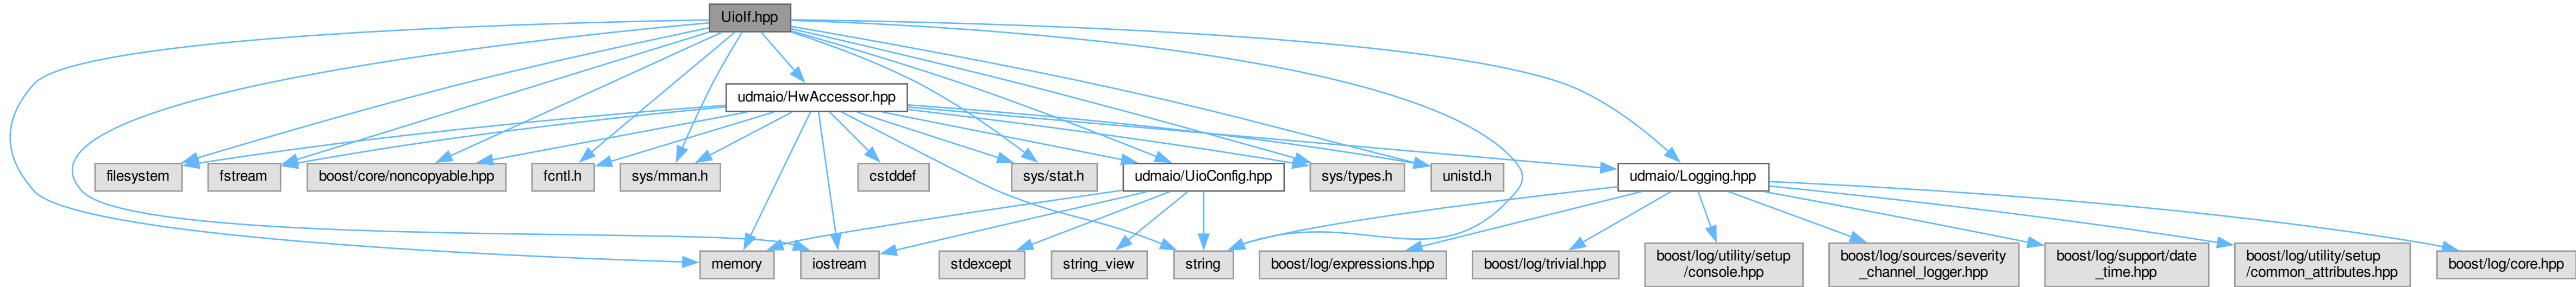 UioIf.hpp
udmaio/HwAccessor.hpp
filesystem
fstream
boost/core/noncopyable.hpp
fcntl.h
sys/mman.h
cstddef
sys/stat.h
udmaio/UioConfig.hpp
sys/types.h
unistd.h
udmaio/Logging.hpp
memory
iostream
stdexcept
string_view
string
boost/log/expressions.hpp
boost/log/trivial.hpp
boost/log/utility/setup
/console.hpp
boost/log/sources/severity
_channel_logger.hpp
boost/log/support/date
_time.hpp
boost/log/utility/setup
/common_attributes.hpp
boost/log/core.hpp